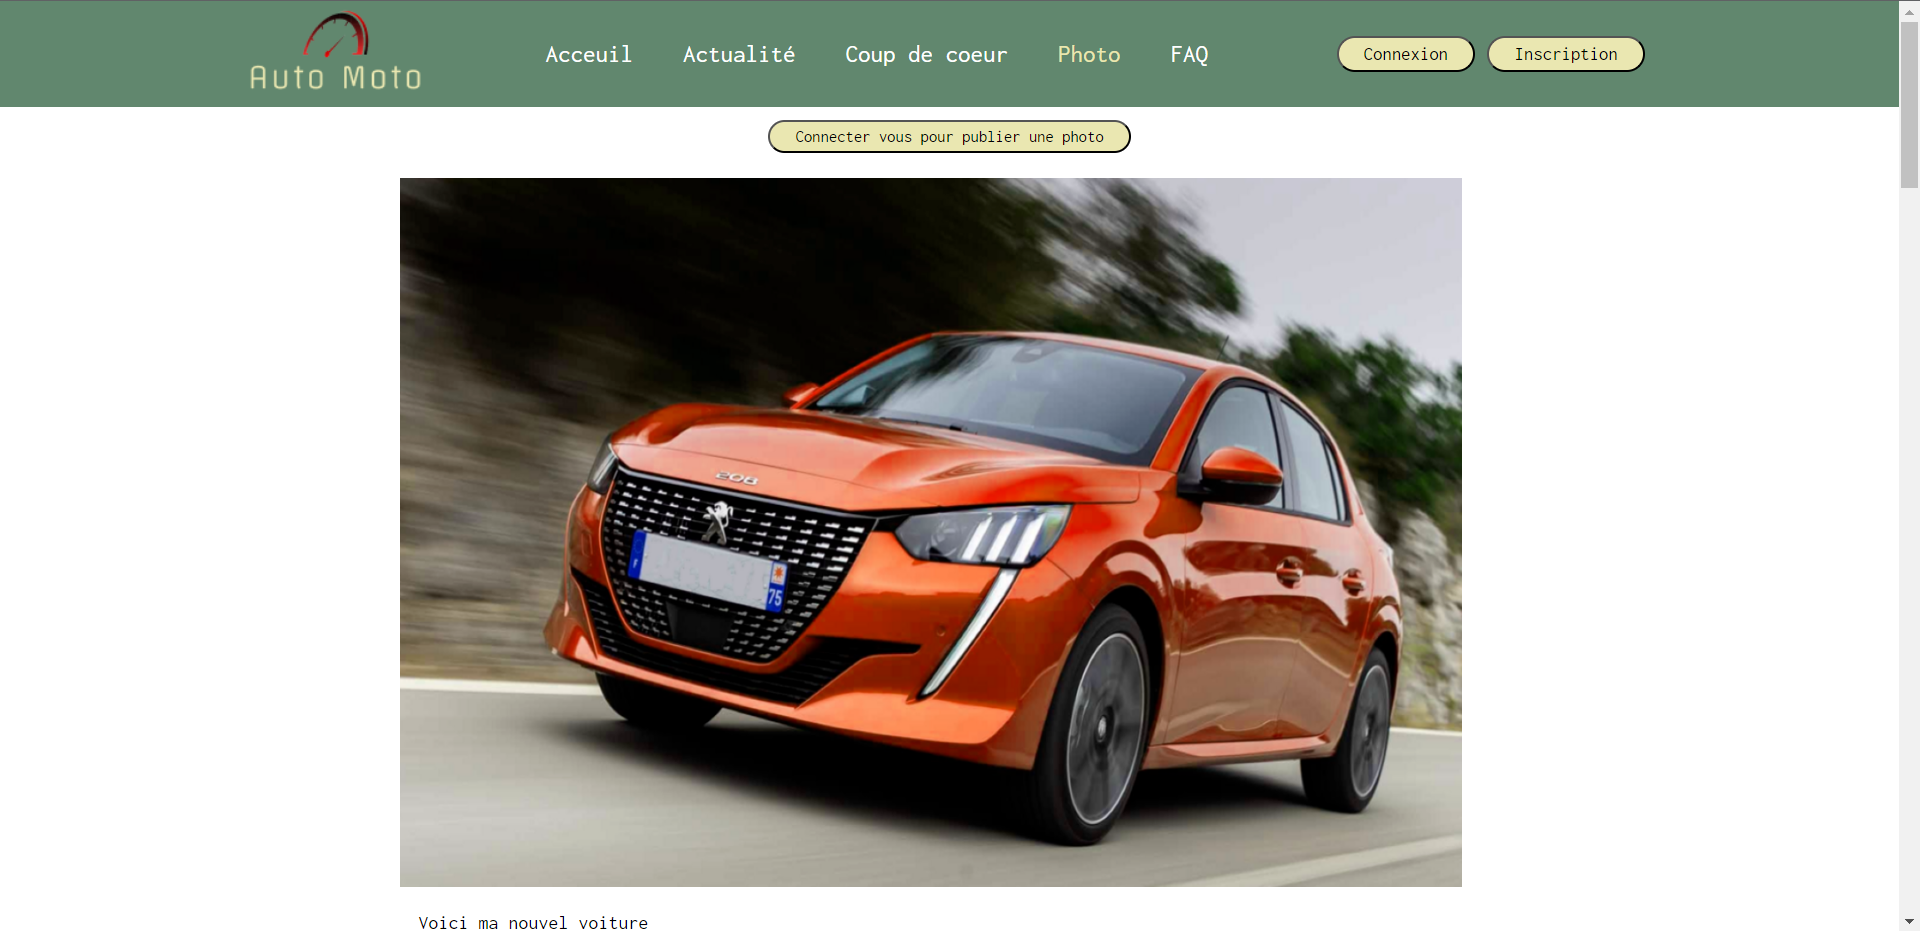 Auto Moto
Acceuil
Actualité
Coup de coeur
Photo
FAQ
Connexion
Inscription
Connecter vous pour publier une photo
208
F
75
Voici ma nouvel voiture